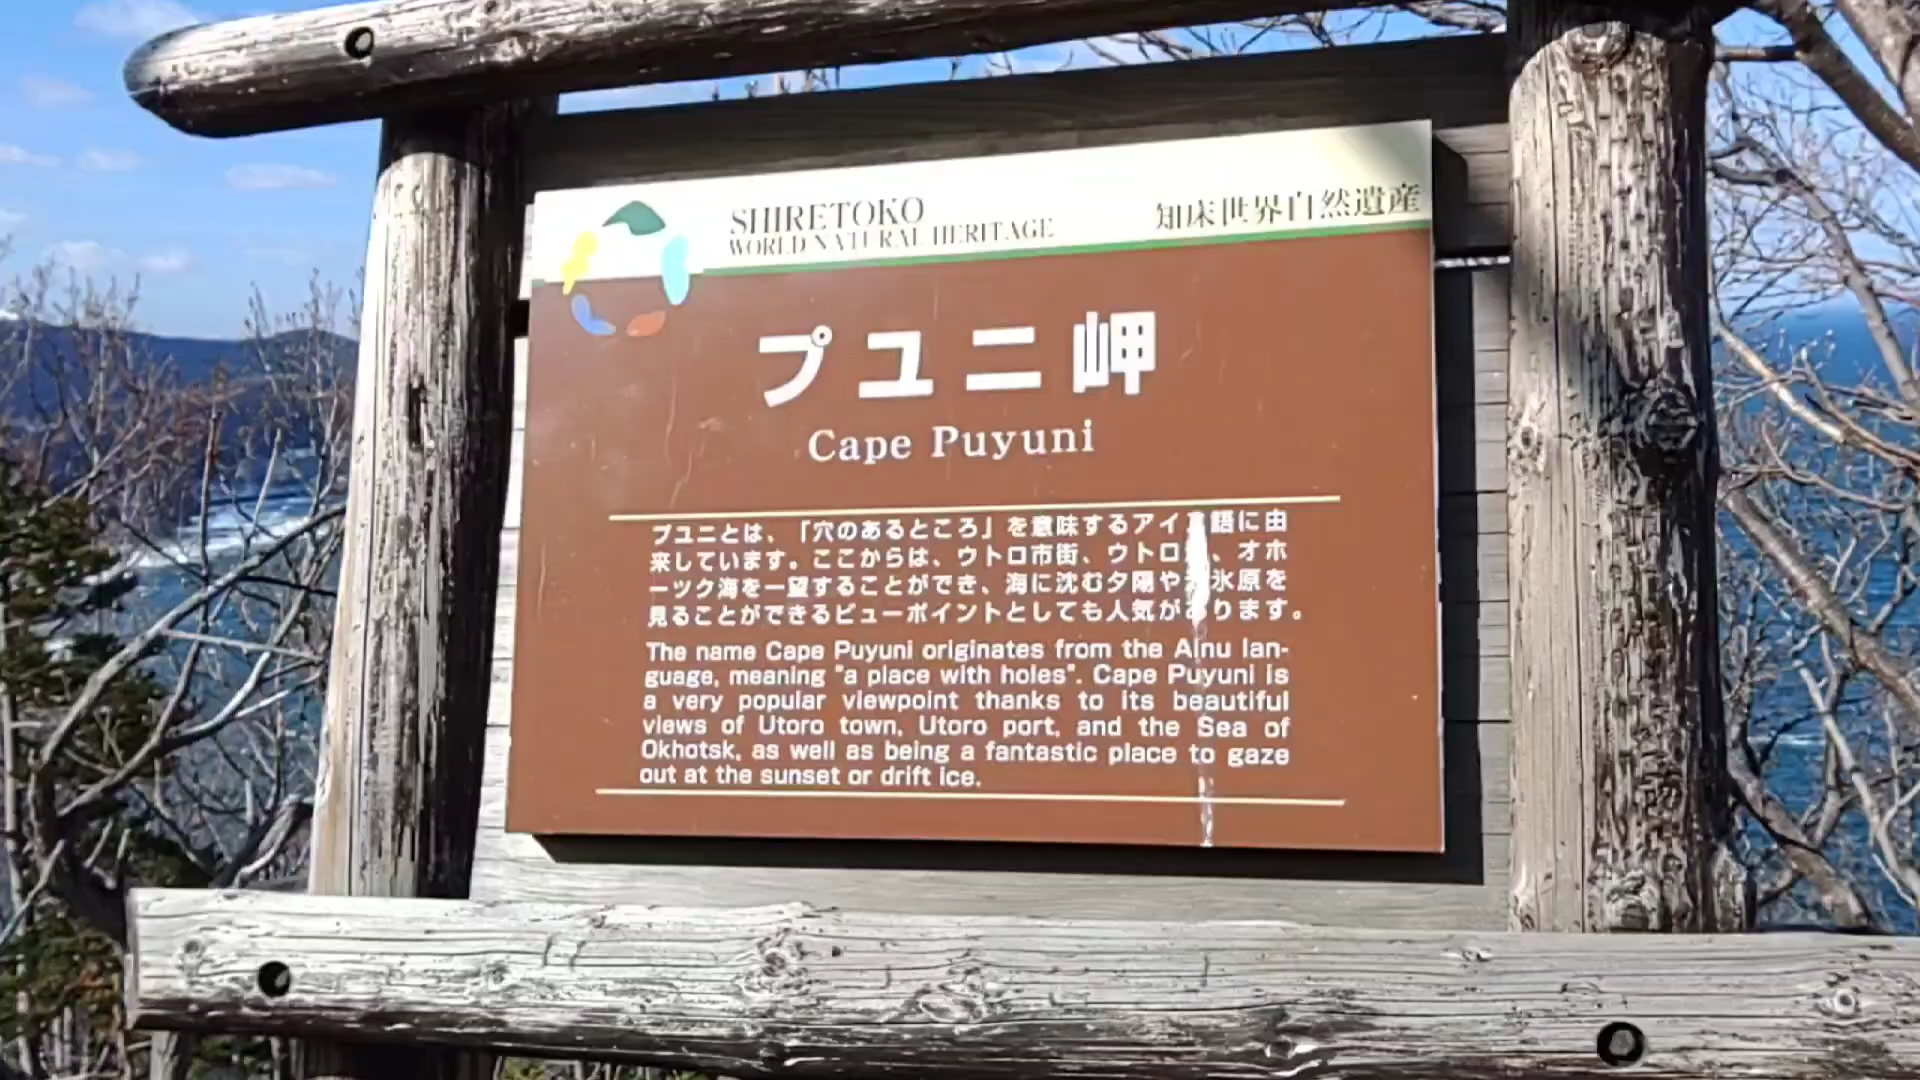 SHIRETOKO
WORLD NATURAL HERITAGE
知床世界自然遺産
プユニ岬
Cape Puyuni
プユニとは、「穴のあるところ」を意味するアイ語に由
来しています。ここからは、ウトロ市街、ウトロ、オホ
ーツク海を一望することができ、海に沈む夕陽や氷原を
見ることができるビューポイントとしても人気があります。
The name Cape Puyuni originates from the Ainu lan-
guage, meaning "a place with holes". Cape Puyuni is
a very popular viewpoint thanks to its beautiful
views of Utoro town, Utoro port, and the Sea of
Okhotsk, as well as being a fantastic place to gaze
out at the sunset or drift ice.